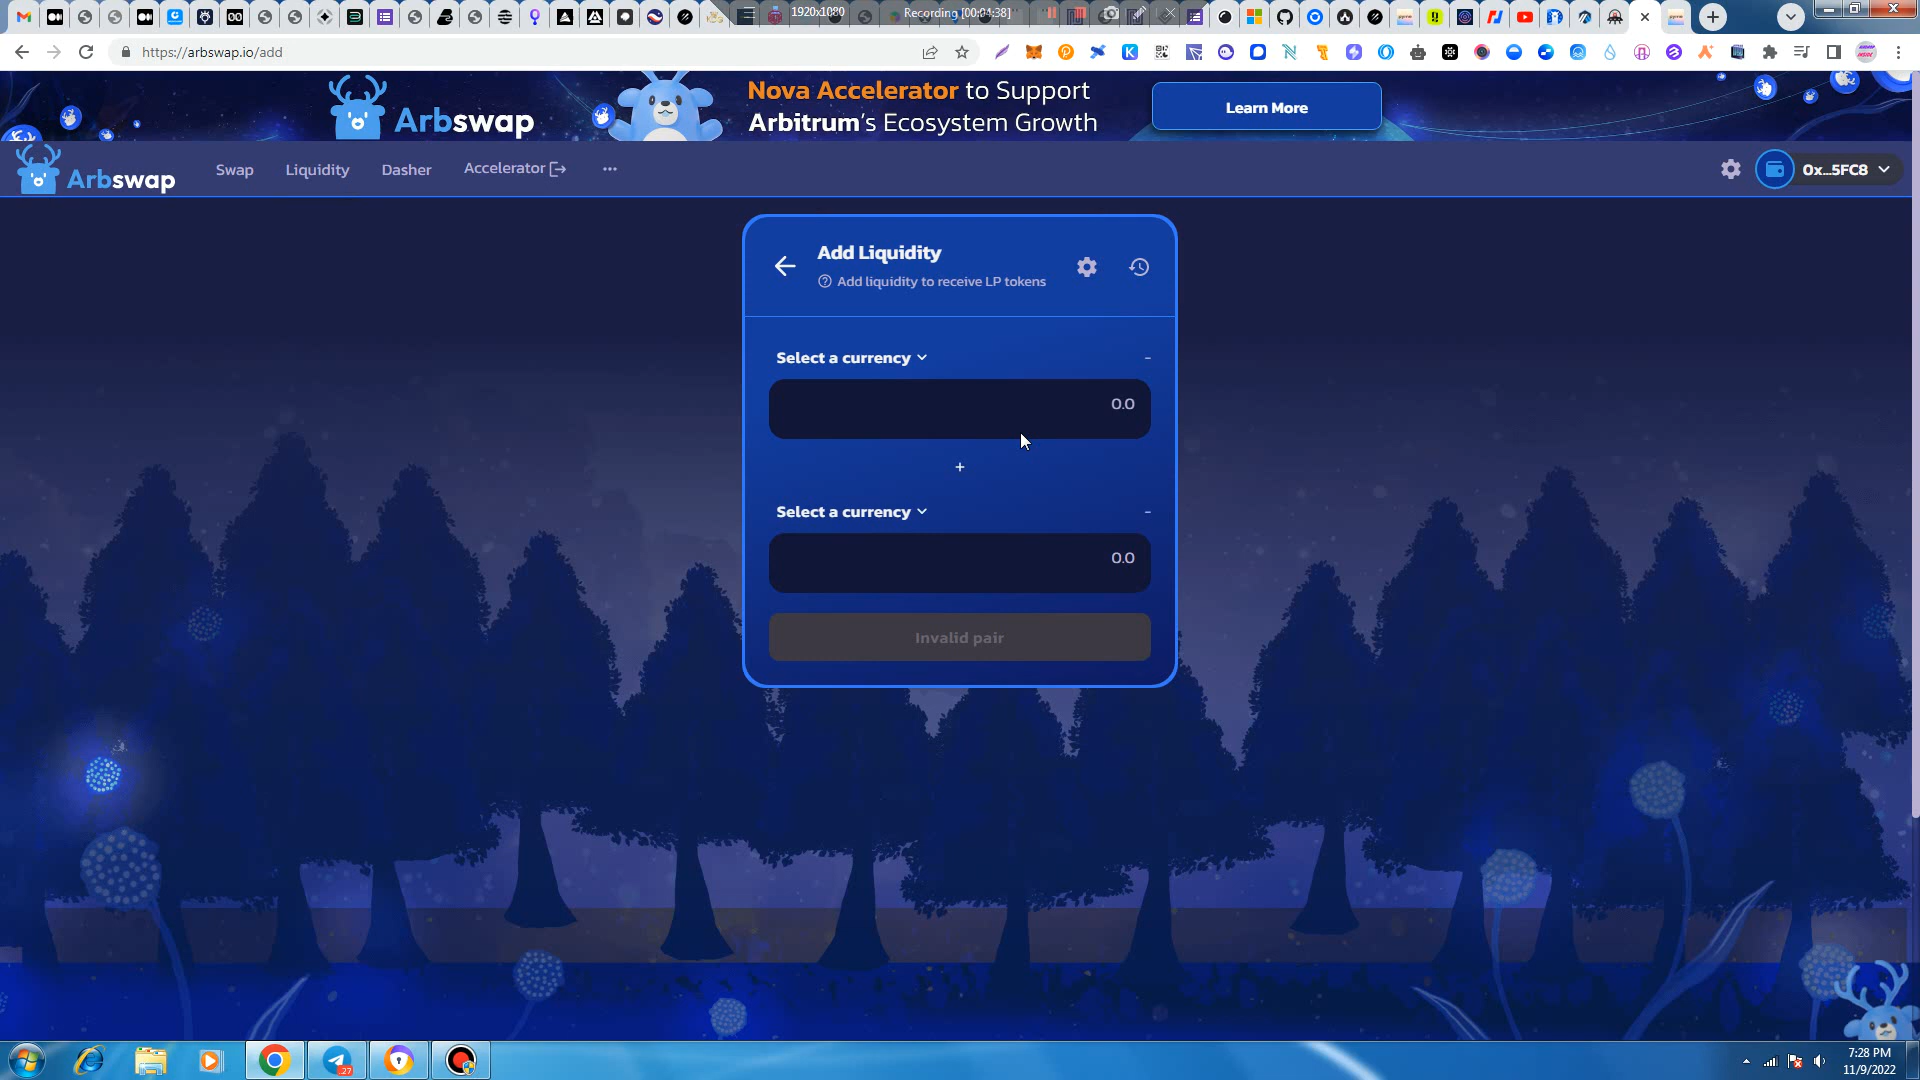 1920x1080
Recording [00:04:38]
https://arbswap.io/add
Arbswap
Nova Accelerator to Support
Arbitrum's Ecosystem Growth
Learn More
Arbswap
Swap
Liquidity
Dasher
Accelerator
0x...5FC8
Add Liquidity
Add liquidity to receive LP tokens
Select a currency
-
0.0
+
Select a currency
-
0.0
Invalid pair
27
7:28 PM
11/9/2022